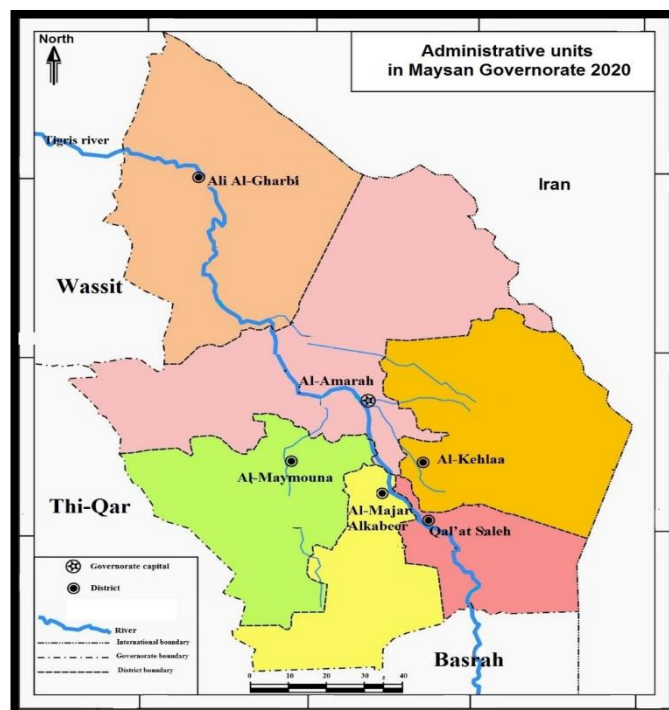 North
Administrative units
in Maysan Governorate 2020
Tigris river
Iran
Ali Al-Gharbi
Wassit
Al-Amarah
Al-Kehlaa
Al-Maymouna
Thi-Qar
Al-Majar
Alkabeer
Qal'at Saleh
Governorate capital
District
River
International boundary
Governorate boundary
District boundary
Basrah
0 10 20 30 40